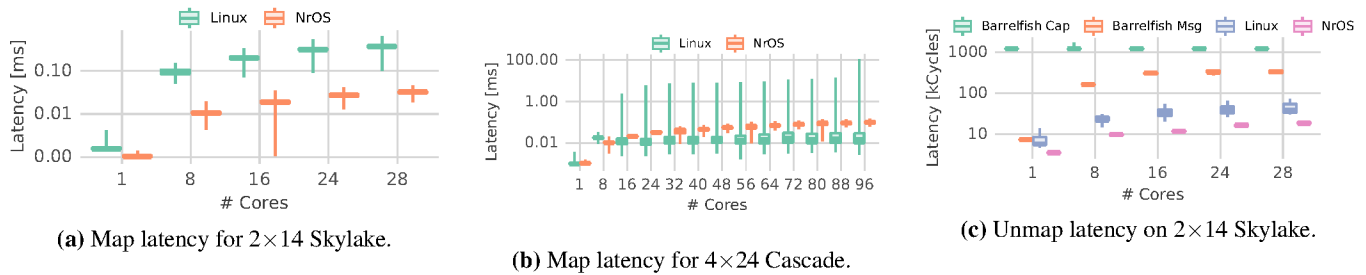 Linux NrOS
Latency [ms]
0.10
0.01
0.00
1 8 16 24 28
# Cores
(a) Map latency for 2×14 Skylake.
Linux NrOS
Latency [ms]
100.00
1.00
0.01
1 8 16 24 32 40 48 56 64 72 80 88 96
# Cores
(b) Map latency for 4×24 Cascade.
Barrelfish Cap Barrelfish Msg Linux NrOS
Latency [kCycles]
1000
100
10
1 8 16 24 28
# Cores
(c) Unmap latency on 2×14 Skylake.